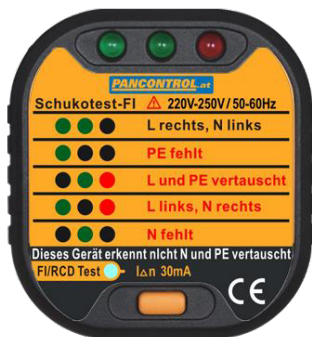 PANCONTROL.at
Schukotest-FI ⚠ 220V-250V/50-60Hz
L rechts, N links
PE fehlt
L und PE vertauscht
L links, N rechts
N fehlt
Dieses Gerät erkennt nIcht N und PE vertauscht
FI/RCD Test I△n 30mA
CE